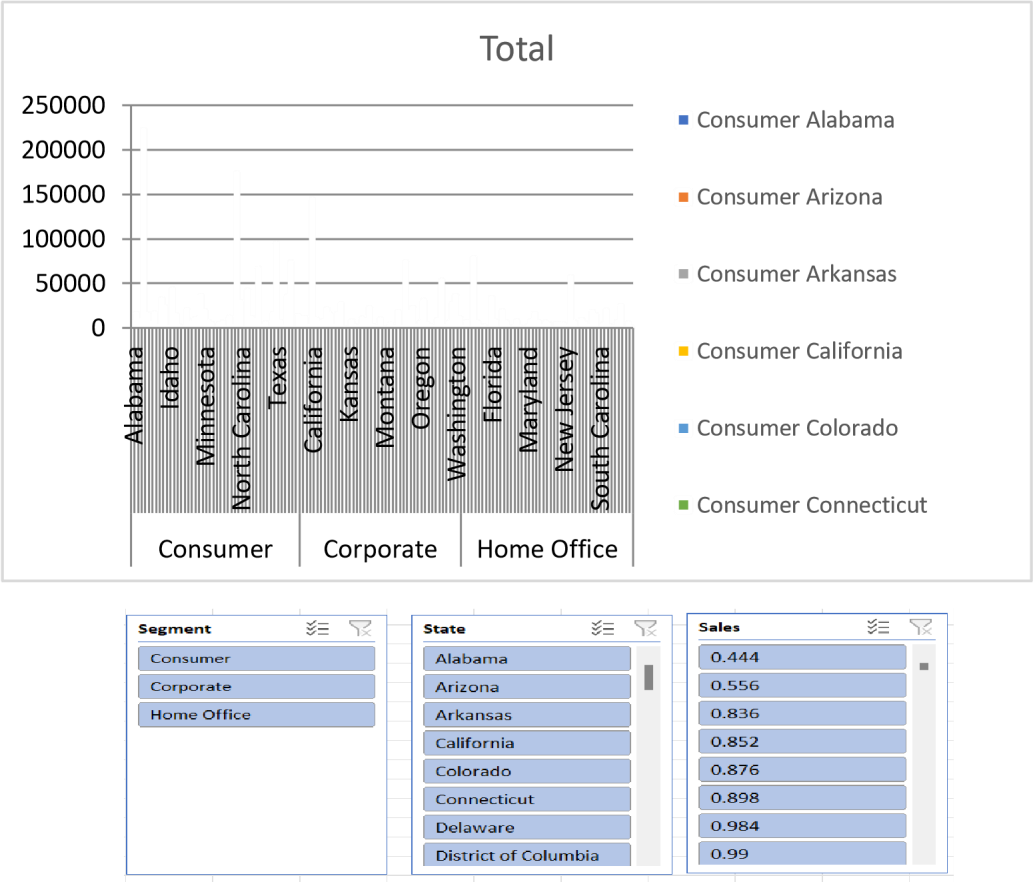 Total
250000
200000
150000
100000
50000
0
Alabama
Idaho
Minnesota
North Carolina
Texas
California
Kansas
Montana
Oregon
Washington
Florida
Maryland
New Jersey
South Carolina
Consumer
Corporate
Home Office
Consumer Alabama
Consumer Arizona
Consumer Arkansas
Consumer California
Consumer Colorado
Consumer Connecticut
Segment
Consumer
Corporate
Home Office
State
Alabama
Arizona
Arkansas
California
Colorado
Connecticut
Delaware
District of Columbia
Sales
0.444
0.556
0.836
0.852
0.876
0.898
0.984
0.99